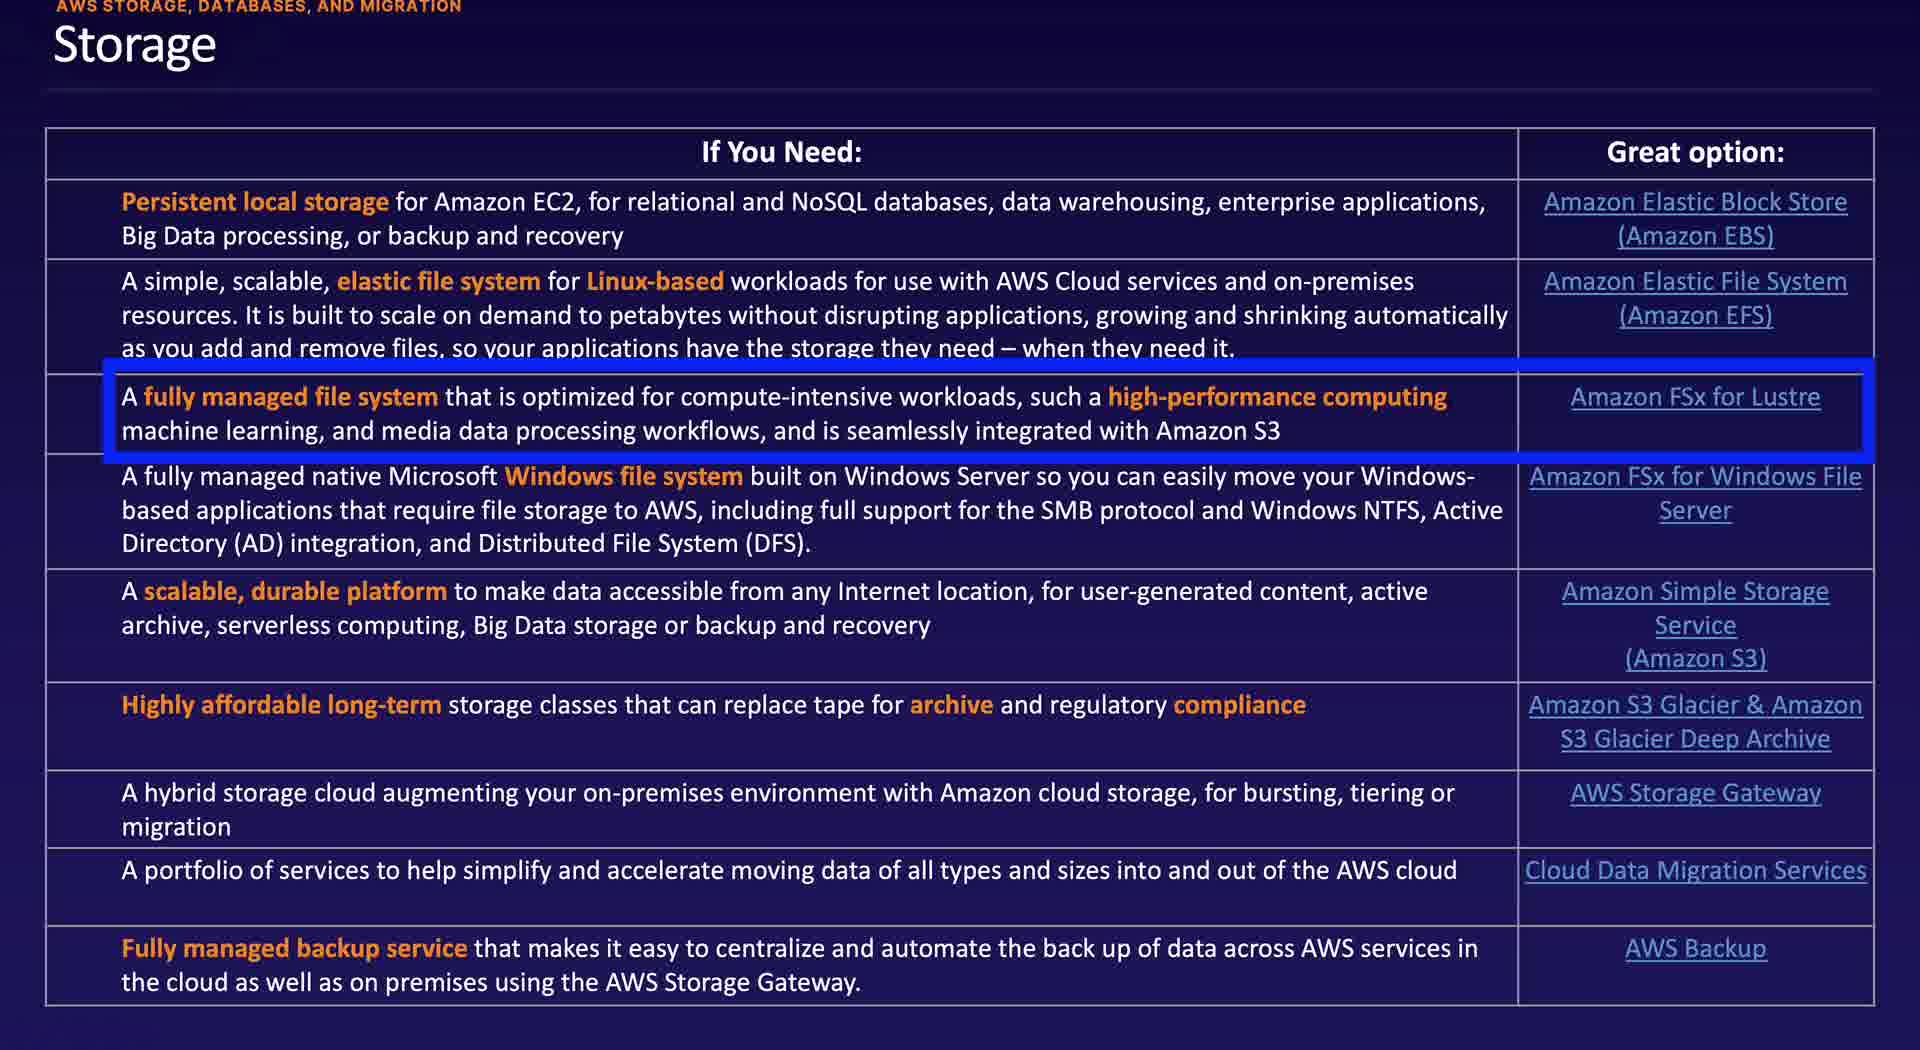 AWS STORAGE, DATABASES, AND MIGRATION
Storage
If You Need:
Great option:
Persistent local storage for Amazon EC2, for relational and NoSQL databases, data warehousing, enterprise applications,
Big Data processing, or backup and recovery
Amazon Elastic Block Store
(Amazon EBS)
A simple, scalable, elastic file system for Linux-based workloads for use with AWS Cloud services and on-premises
resources. It is built to scale on demand to petabytes without disrupting applications, growing and shrinking automatically
as you add and remove files, so your applications have the storage they need – when they need it.
Amazon Elastic File System
(Amazon EFS)
A fully managed file system that is optimized for compute-intensive workloads, such a high-performance computing
machine learning, and media data processing workflows, and is seamlessly integrated with Amazon S3
Amazon FSx for Lustre
A fully managed native Microsoft Windows file system built on Windows Server so you can easily move your Windows-
based applications that require file storage to AWS, including full support for the SMB protocol and Windows NTFS, Active
Directory (AD) integration, and Distributed File System (DFS).
Amazon FSx for Windows File
Server
A scalable, durable platform to make data accessible from any Internet location, for user-generated content, active
archive, serverless computing, Big Data storage or backup and recovery
Amazon Simple Storage
Service
(Amazon S3)
Highly affordable long-term storage classes that can replace tape for archive and regulatory compliance
Amazon S3 Glacier & Amazon
S3 Glacier Deep Archive
A hybrid storage cloud augmenting your on-premises environment with Amazon cloud storage, for bursting, tiering or
migration
AWS Storage Gateway
A portfolio of services to help simplify and accelerate moving data of all types and sizes into and out of the AWS cloud
Cloud Data Migration Services
Fully managed backup service that makes it easy to centralize and automate the back up of data across AWS services in
the cloud as well as on premises using the AWS Storage Gateway.
AWS Backup